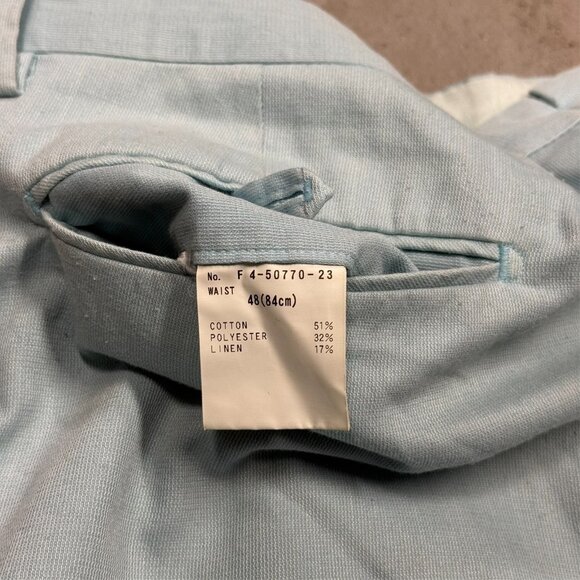 No. F 4-50770-23
WAIST
48(84cm)
COTTON 51%
POLYESTER 32%
LINEN 17%